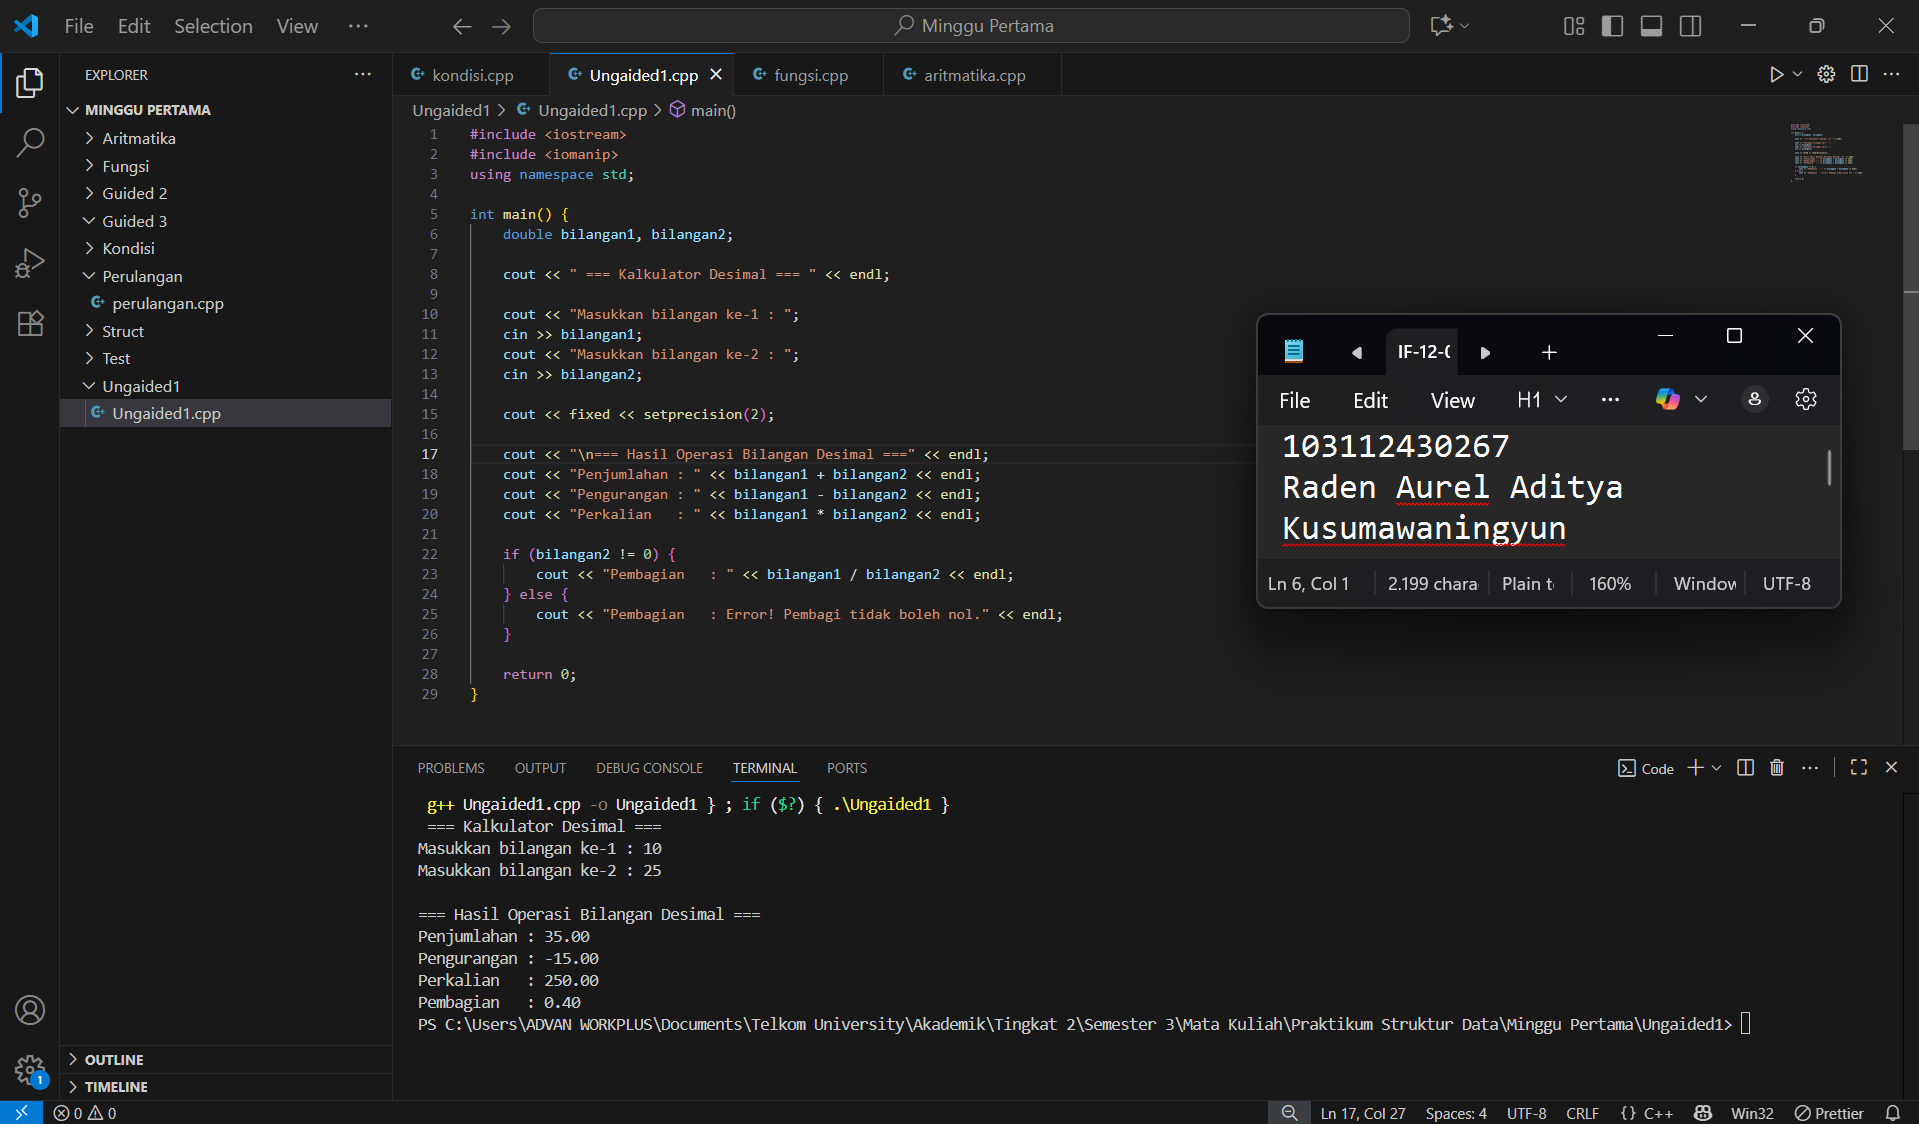 File Edit Selection View ···
Minggu Pertama
EXPLORER ···
MINGGU PERTAMA
Aritmatika
Fungsi
Guided 2
Guided 3
Kondisi
Perulangan
perulangan.cpp
Struct
Test
Ungaided1
Ungaided1.cpp
OUTLINE
TIMELINE
kondisi.cpp Ungaided1.cpp fungsi.cpp aritmatika.cpp
Ungaided1 > Ungaided1.cpp > main()
1 #include <iostream>
2 #include <iomanip>
3 using namespace std;
4
5 int main() {
6 double bilangan1, bilangan2;
7
8 cout << " === Kalkulator Desimal === " << endl;
9
10 cout << "Masukkan bilangan ke-1 : ";
11 cin >> bilangan1;
12 cout << "Masukkan bilangan ke-2 : ";
13 cin >> bilangan2;
14
15 cout << fixed << setprecision(2);
16
17 cout << "\n=== Hasil Operasi Bilangan Desimal ===" << endl;
18 cout << "Penjumlahan : " << bilangan1 + bilangan2 << endl;
19 cout << "Pengurangan : " << bilangan1 - bilangan2 << endl;
20 cout << "Perkalian   : " << bilangan1 * bilangan2 << endl;
21
22 if (bilangan2 != 0) {
23 cout << "Pembagian   : " << bilangan1 / bilangan2 << endl;
24 } else {
25 cout << "Pembagian   : Error! Pembagi tidak boleh nol." << endl;
26 }
27
28 return 0;
29 }
IF-12-0
File Edit View H1 ···
103112430267
Raden Aurel Aditya
Kusumawaningyun
Ln 6, Col 1 2.199 chara Plain t 160% Window UTF-8
PROBLEMS OUTPUT DEBUG CONSOLE TERMINAL PORTS
Code
g++ Ungaided1.cpp -o Ungaided1 } ; if ($?) { .\Ungaided1 }
=== Kalkulator Desimal ===
Masukkan bilangan ke-1 : 10
Masukkan bilangan ke-2 : 25
=== Hasil Operasi Bilangan Desimal ===
Penjumlahan : 35.00
Pengurangan : -15.00
Perkalian   : 250.00
Pembagian   : 0.40
PS C:\Users\ADVAN WORKPLUS\Documents\Telkom University\Akademik\Tingkat 2\Semester 3\Mata Kuliah\Praktikum Struktur Data\Minggu Pertama\Ungaided1>
1
0 0
Ln 17, Col 27 Spaces: 4 UTF-8 CRLF {} C++ Win32 Prettier